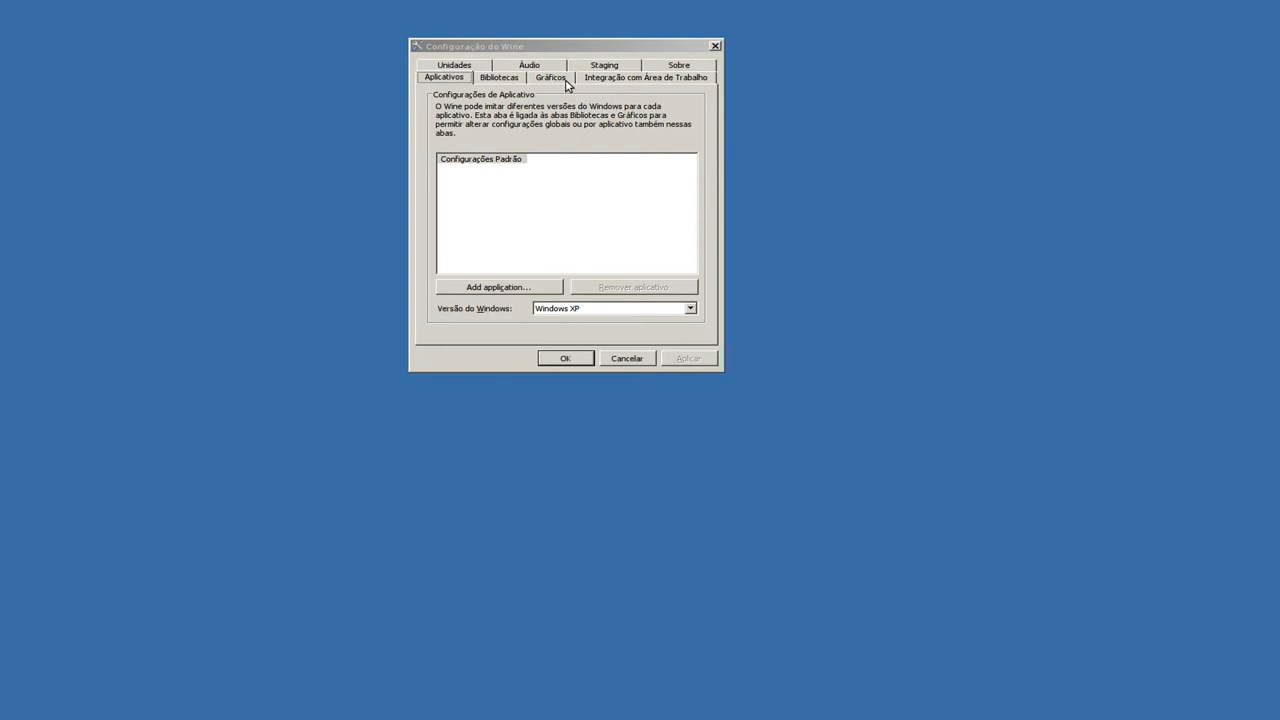 Configuração do Wine
Unidades
Áudio
Staging
Sobre
Aplicativos
Bibliotecas
Gráficos
Integração com Área de Trabalho
Configurações de Aplicativo
O Wine pode imitar diferentes versões do Windows para cada
aplicativo. Esta aba é ligada às abas Bibliotecas e Gráficos para
permitir alterar configurações globais ou por aplicativo também nessas
abas.
Configurações Padrão
Add application...
Remover aplicativo
Versão do Windows:
Windows XP
OK
Cancelar
Aplicar